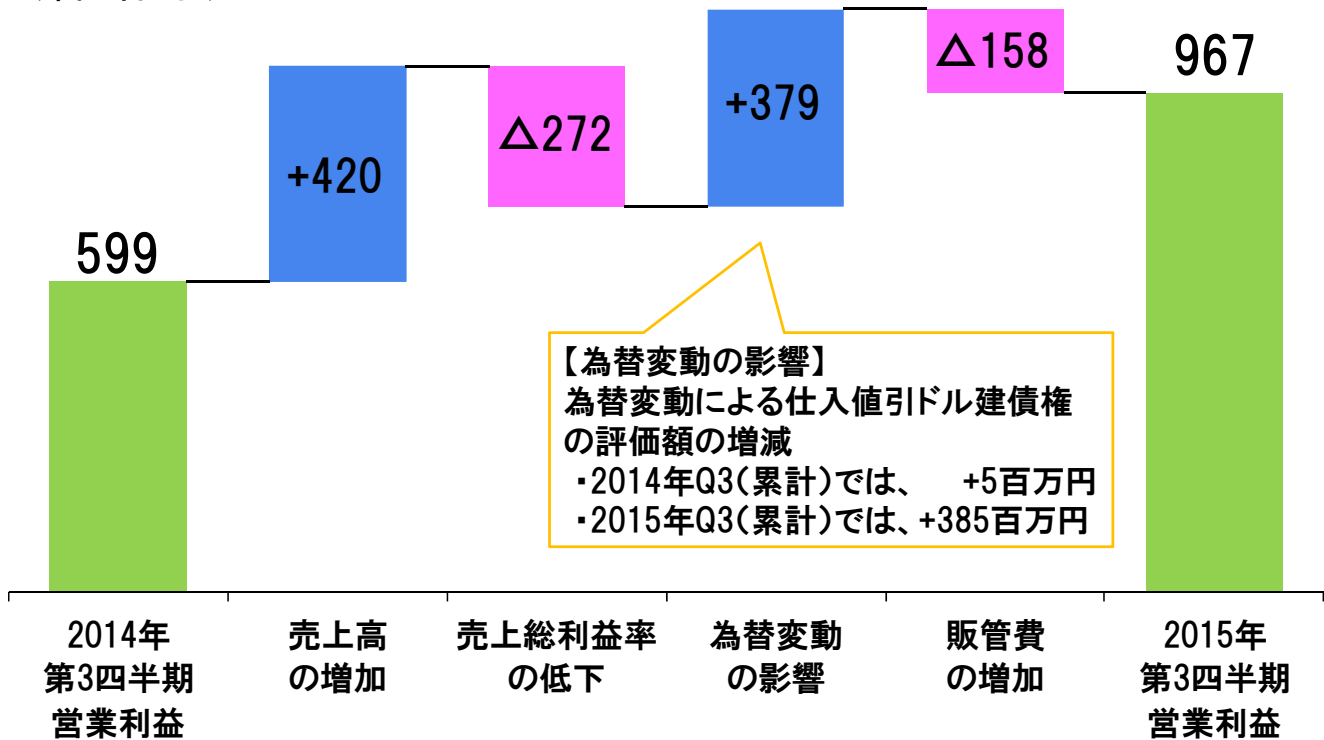 599
+420
△272
+379
△158
967
【為替変動の影響】
為替変動による仕入値引ドル建債権
の評価額の増減
・2014年Q3(累計)では、 +5百万円
・2015年Q3(累計)では、+385百万円
2014年
第3四半期
営業利益
売上高
の増加
売上総利益率
の低下
為替変動
の影響
販管費
の増加
2015年
第3四半期
営業利益